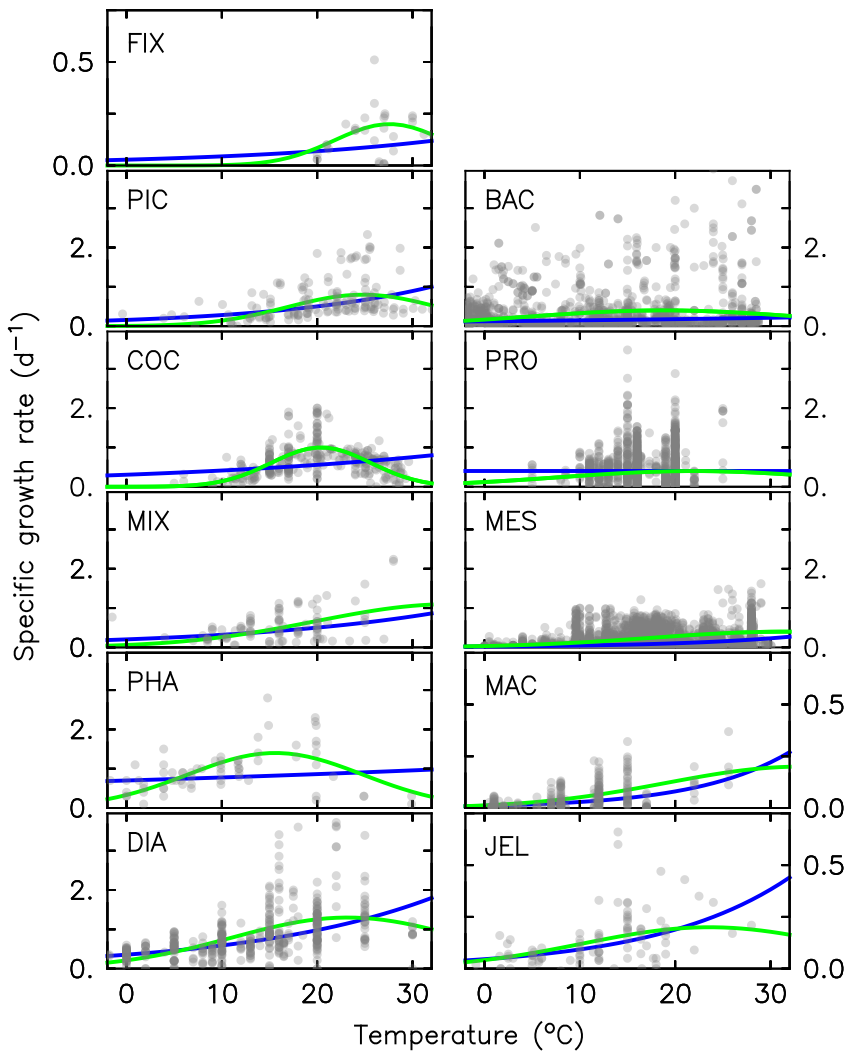 FIX
0.5
0.0
PIC
BAC
2.
2.
0.
0.
COC
PRO
2.
2.
0.
0.
MIX
MES
2.
2.
0.
0.
PHA
MAC
2.
0.5
0.
0.0
DIA
JEL
2.
0.5
0.
0.0
0 10 20 30
0 10 20 30
Temperature (°C)
Specific growth rate (d⁻¹)